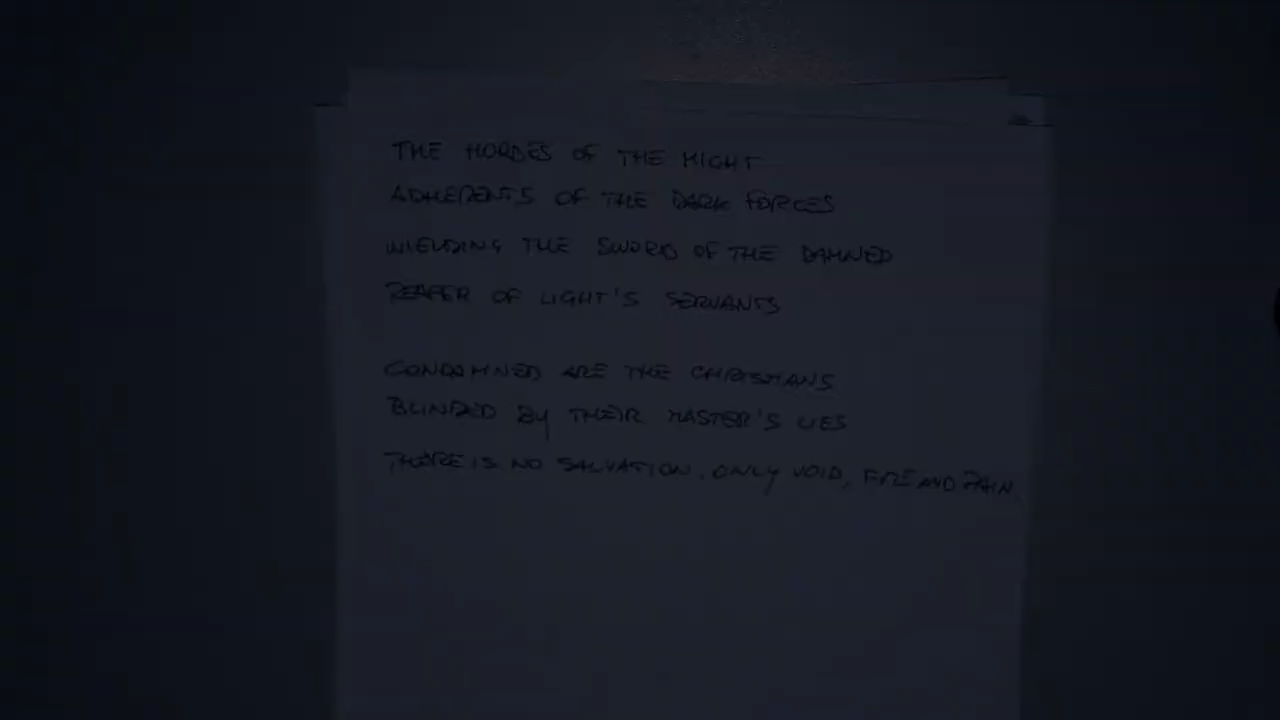 THE HORDES OF THE NIGHT
ADHERENTS OF THE DARK FORCES
WIELDING THE SWORD OF THE DAMNED
REAPER OF LIGHT'S SERVANTS
CONDAMNED ARE THE CHRISTIANS
BLINDED BY THEIR MASTER'S LIES
THERE IS NO SALVATION, ONLY VOID, FIRE AND PAIN